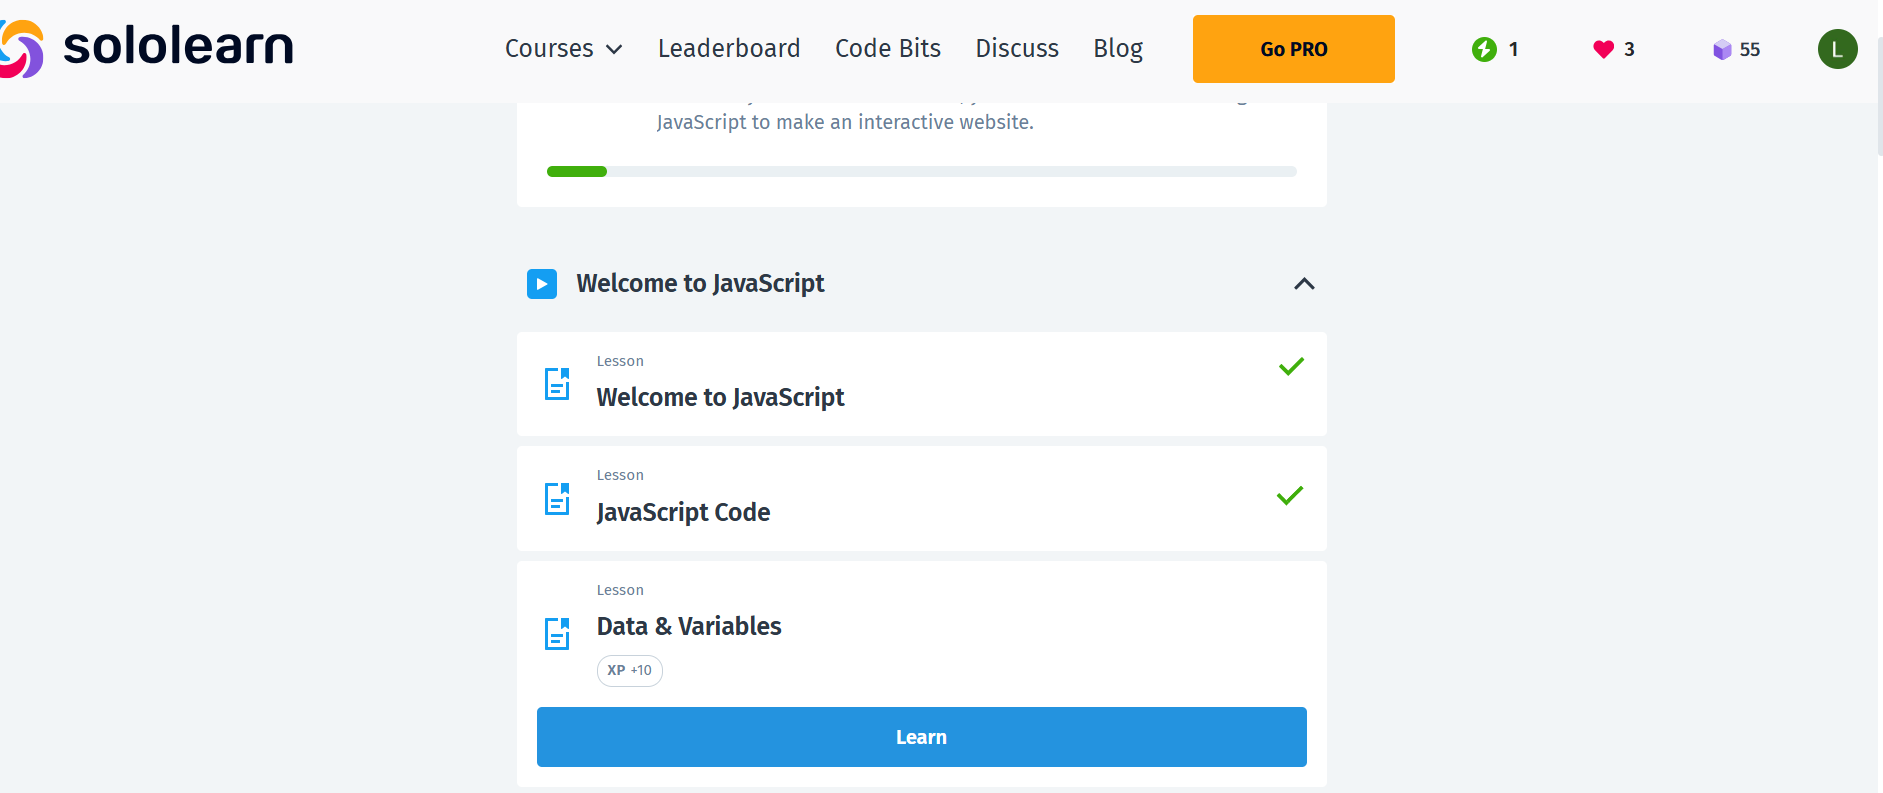 sololearn
Courses Leaderboard Code Bits Discuss Blog Go PRO 1 3 55 L
JavaScript to make an interactive website.
Welcome to JavaScript
Lesson
Welcome to JavaScript
Lesson
JavaScript Code
Lesson
Data & Variables
XP +10
Learn